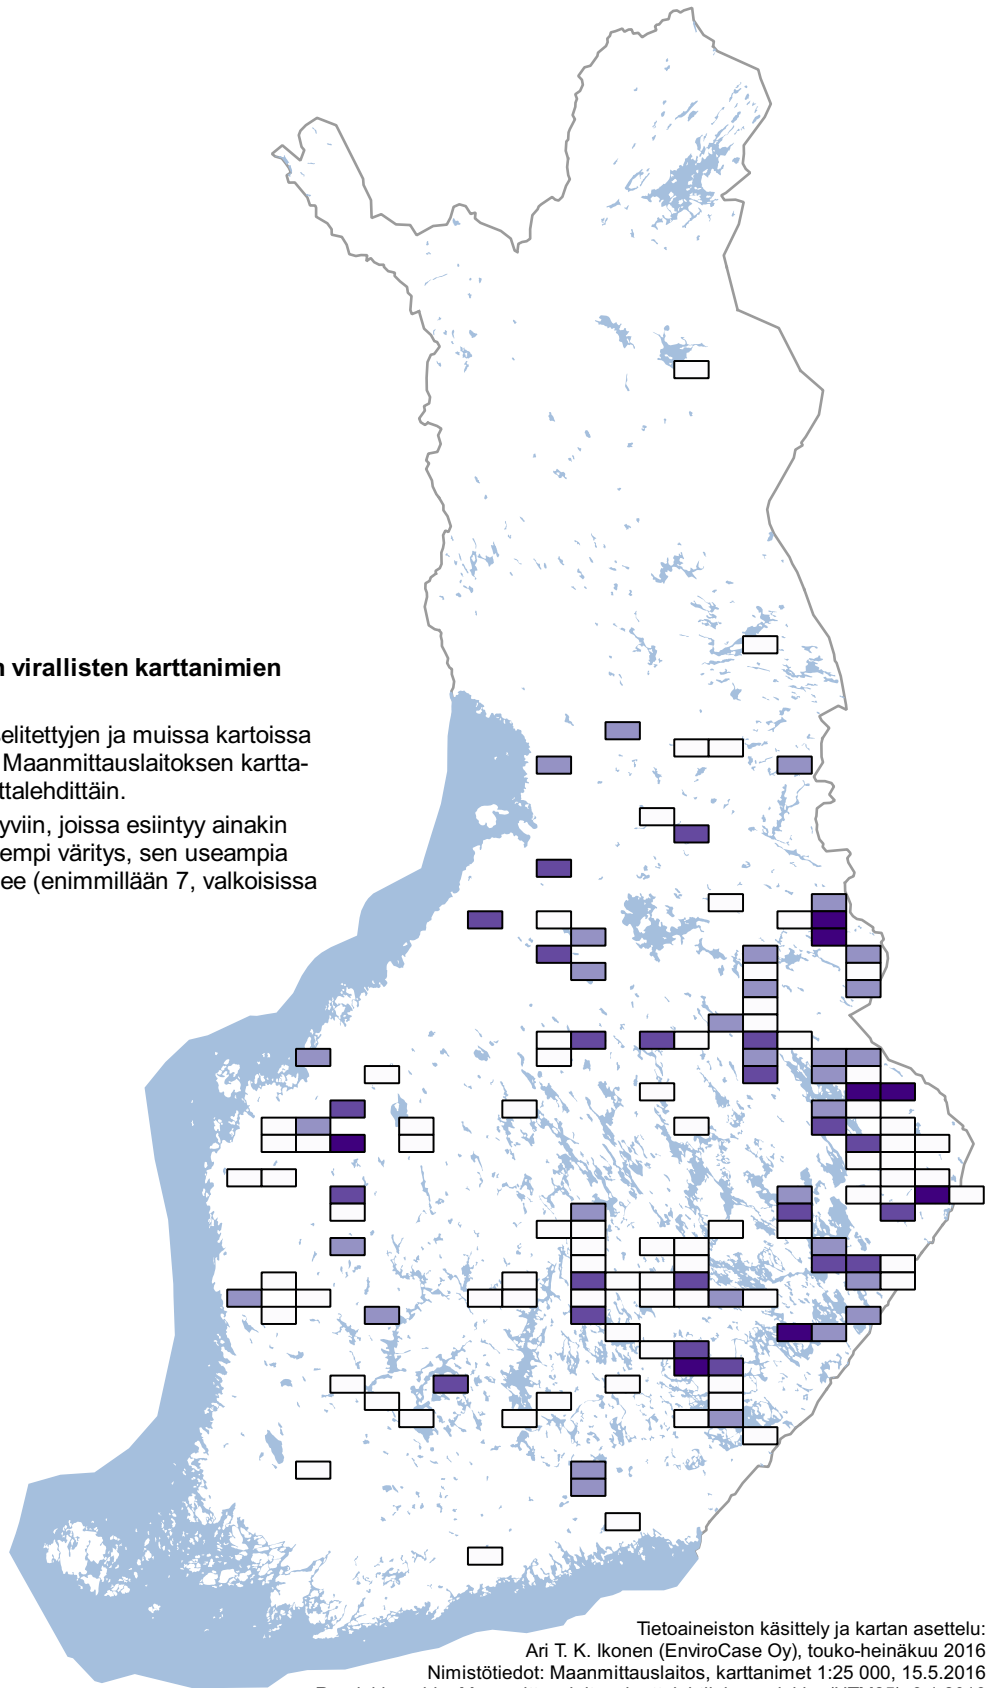 n virallisten karttanimien
elitettyjen ja muissa kartoissa
Maanmittauslaitoksen kartta-
ttalehdittäin.
yviin, joissa esiintyy ainakin
empi väritys, sen useampia
ee (enimmillään 7, valkoisissa
Tietoaineiston käsittely ja kartan asettelu:
Ari T. K. Ikonen (EnviroCase Oy), touko-heinäkuu 2016
Nimistötiedot: Maanmittauslaitos, karttanimet 1:25 000, 15.5.2016